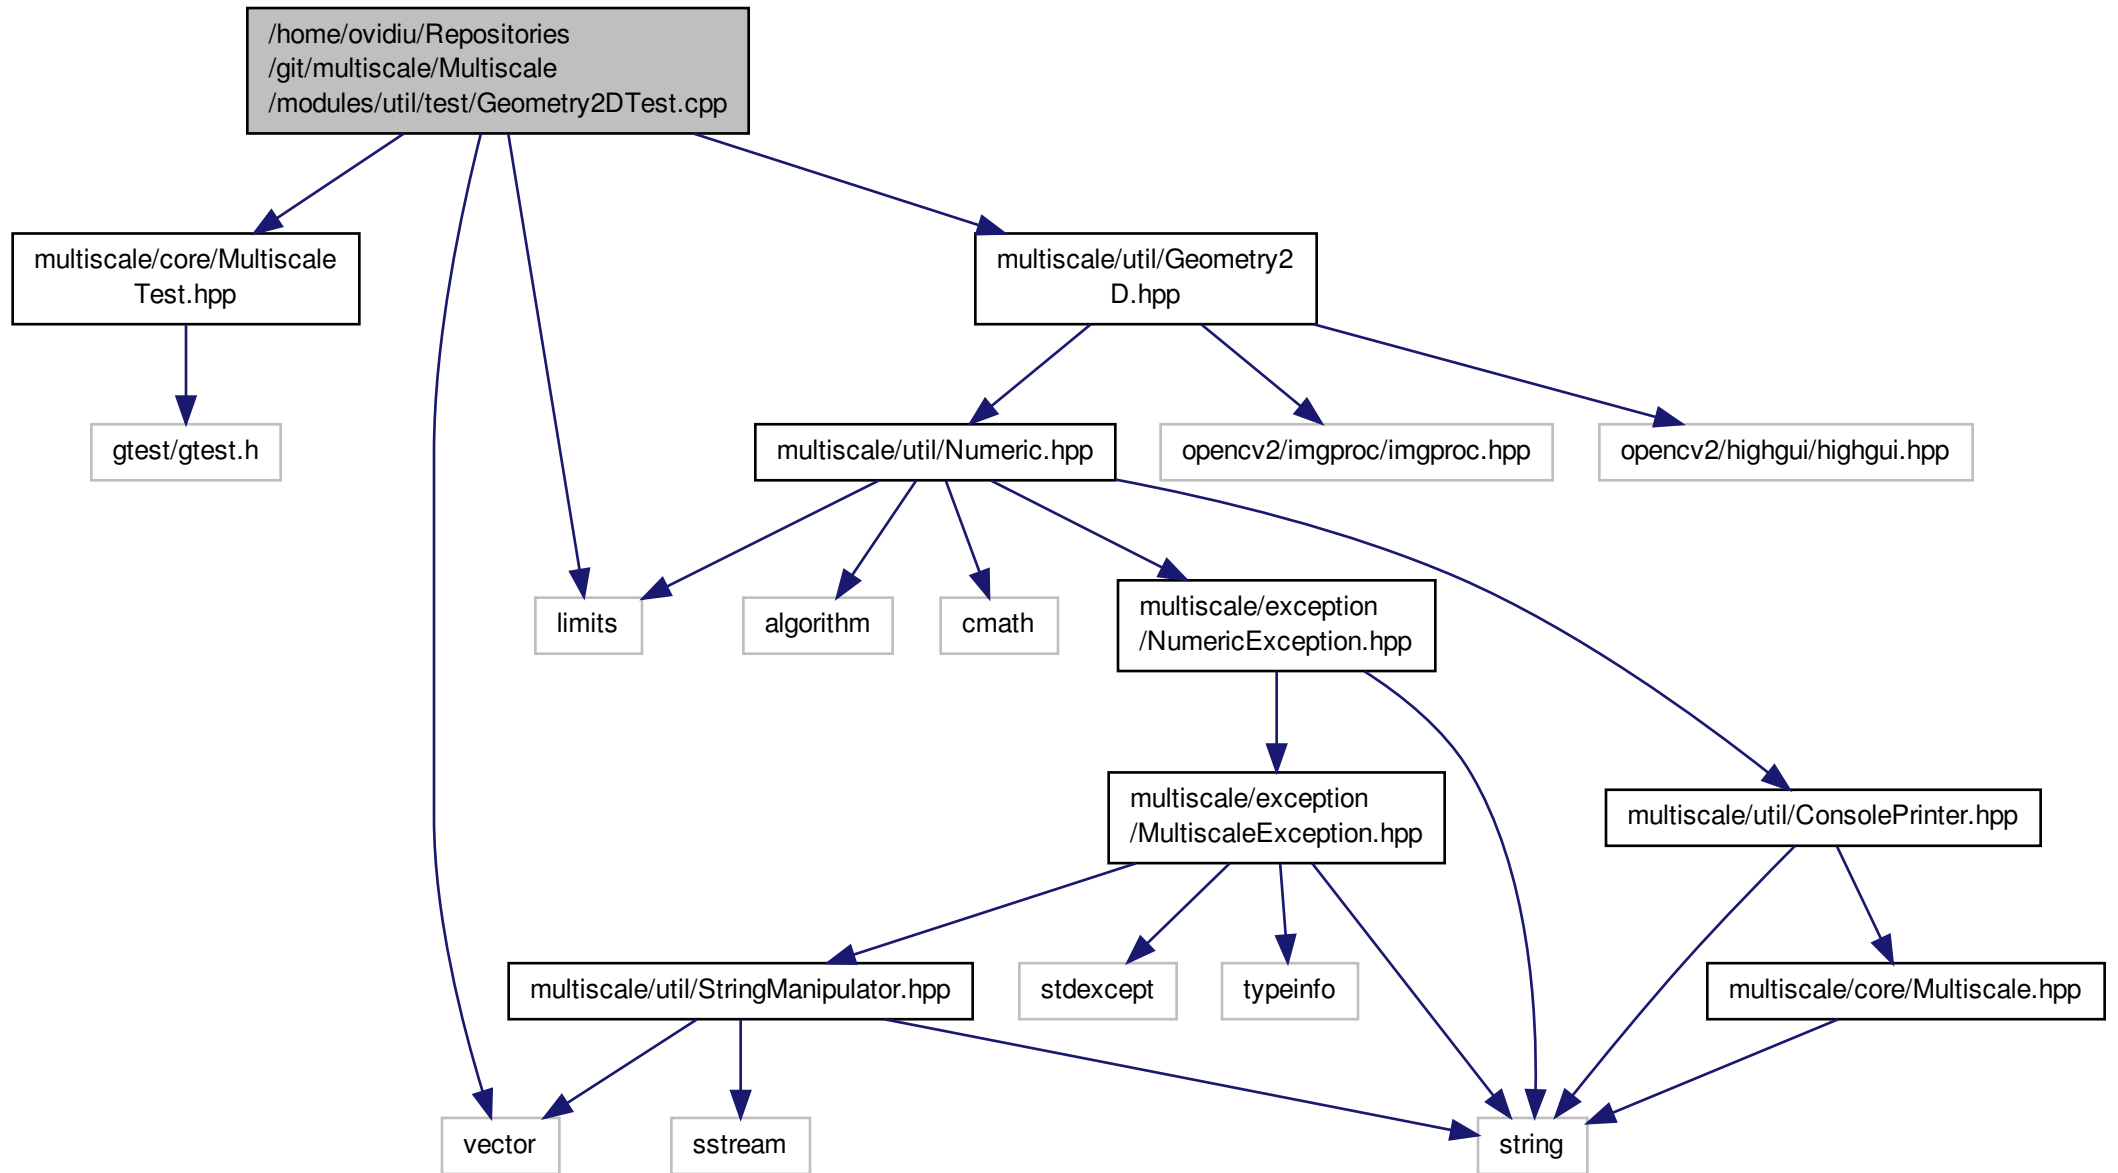 /home/ovidiu/Repositories
/git/multiscale/Multiscale
/modules/util/test/Geometry2DTest.cpp
multiscale/core/Multiscale
Test.hpp
multiscale/util/Geometry2
D.hpp
gtest/gtest.h
multiscale/util/Numeric.hpp
opencv2/imgproc/imgproc.hpp
opencv2/highgui/highgui.hpp
limits
algorithm
cmath
multiscale/exception
/NumericException.hpp
multiscale/exception
/MultiscaleException.hpp
multiscale/util/ConsolePrinter.hpp
multiscale/util/StringManipulator.hpp
stdexcept
typeinfo
multiscale/core/Multiscale.hpp
vector
sstream
string